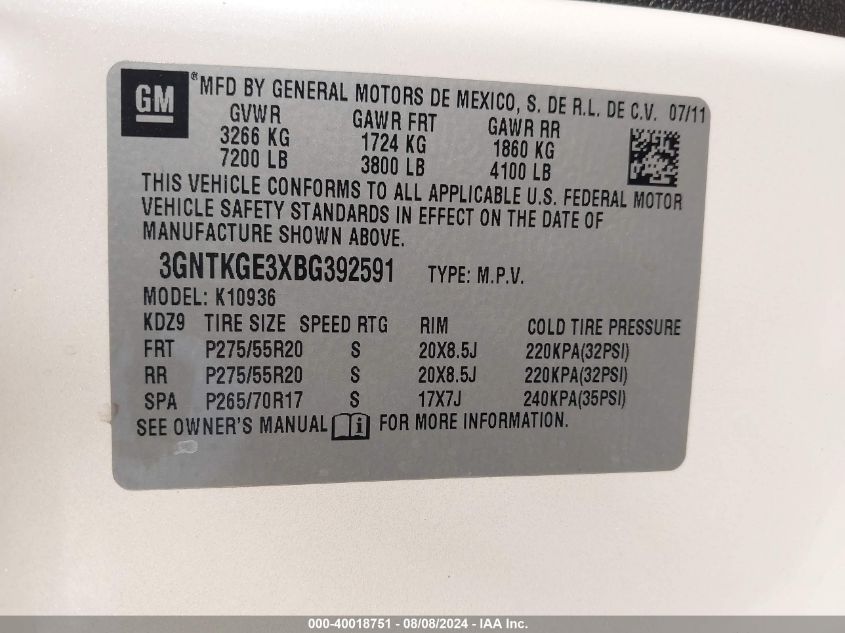 GM
® MFD BY GENERAL MOTORS DE MEXICO, S. DE R.L. DE C.V. 07/11
GVWR GAWR FRT GAWR RR
3266 KG 1724 KG 1860 KG
7200 LB 3800 LB 4100 LB
THIS VEHICLE CONFORMS TO ALL APPLICABLE U.S. FEDERAL MOTOR
VEHICLE SAFETY STANDARDS IN EFFECT ON THE DATE OF
MANUFACTURE SHOWN ABOVE.
3GNTKGE3XBG392591 TYPE: M.P.V.
MODEL: K10936
KDZ9 TIRE SIZE SPEED RTG RIM COLD TIRE PRESSURE
FRT P275/55R20 S 20X8.5J 220KPA(32PSI)
RR P275/55R20 S 20X8.5J 220KPA(32PSI)
SPA P265/70R17 S 17X7J 240KPA(35PSI)
SEE OWNER'S MANUAL FOR MORE INFORMATION.
000-40018751 - 08/08/2024 - IAA Inc.